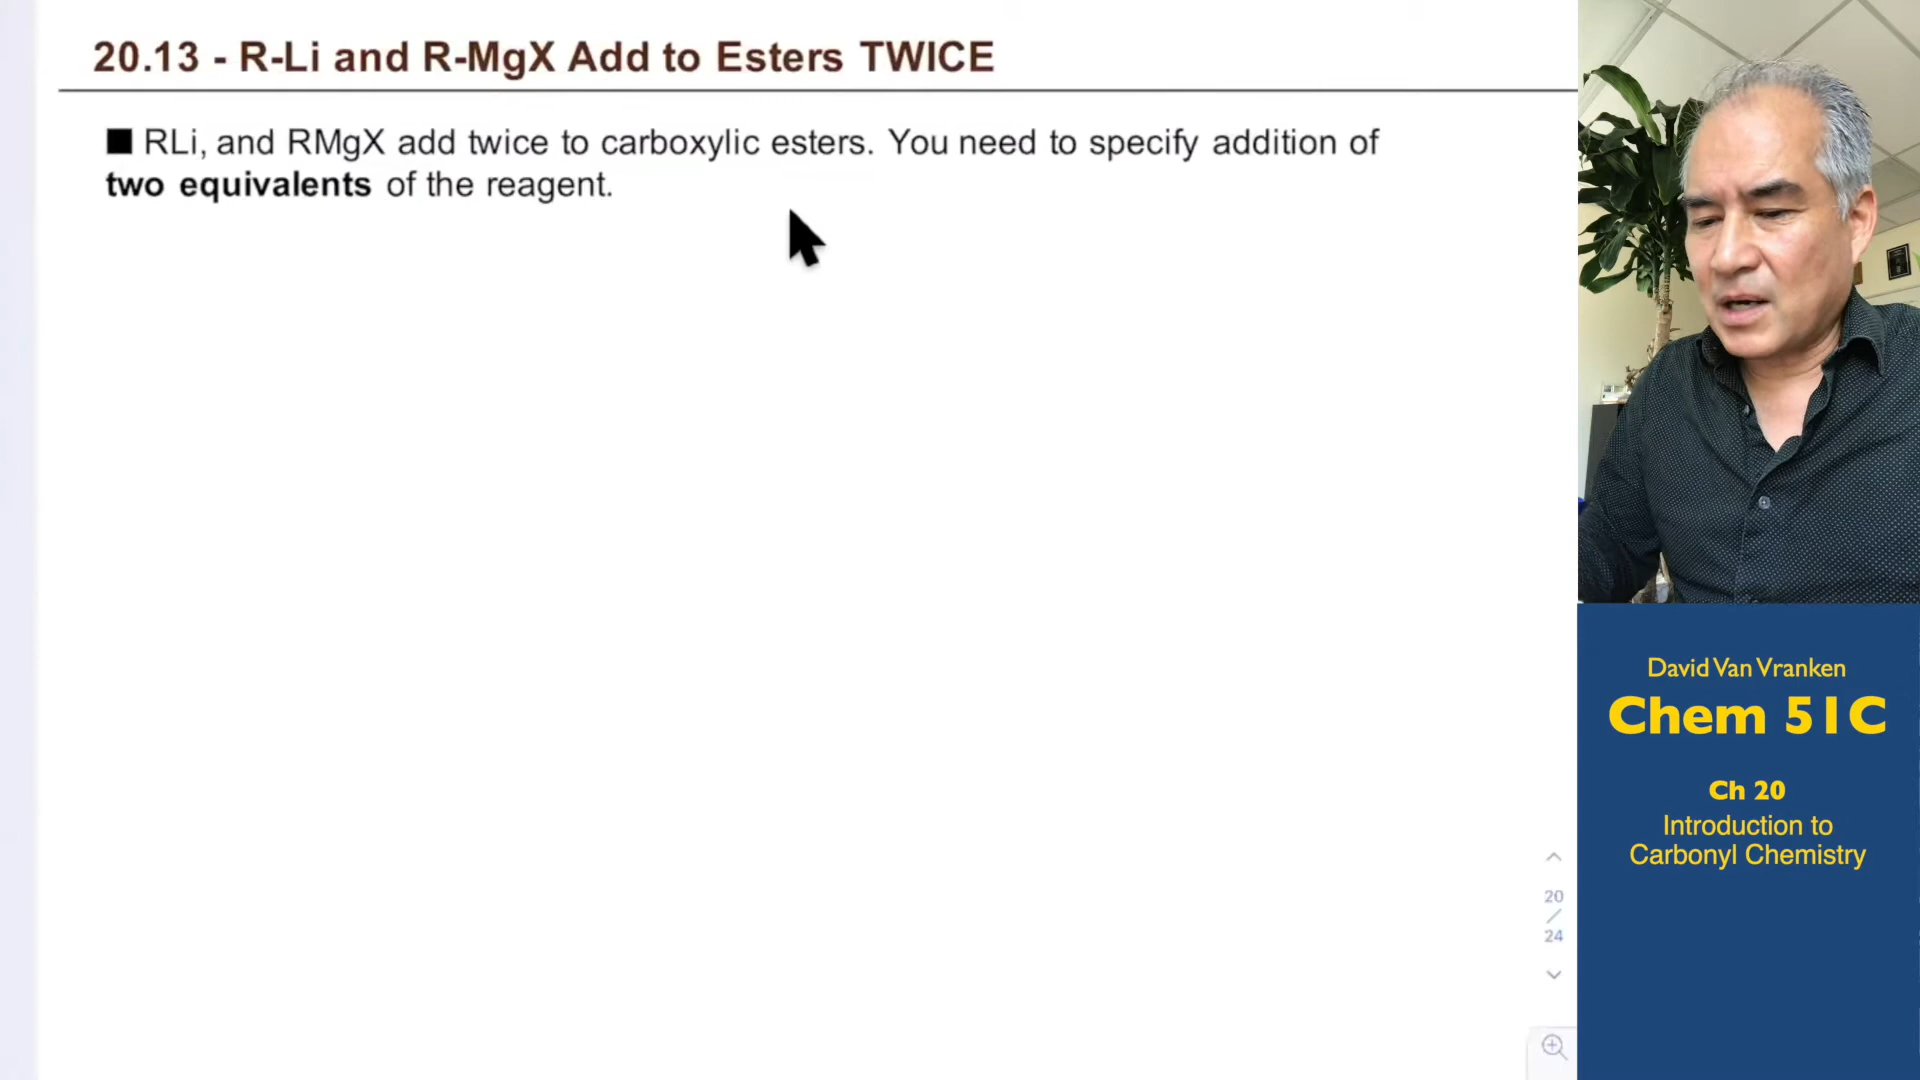 20.13 - R-Li and R-MgX Add to Esters TWICE
■ RLi, and RMgX add twice to carboxylic esters. You need to specify addition of
two equivalents of the reagent.
David Van Vranken
Chem 51C
Ch 20
Introduction to
Carbonyl Chemistry
20
/
24